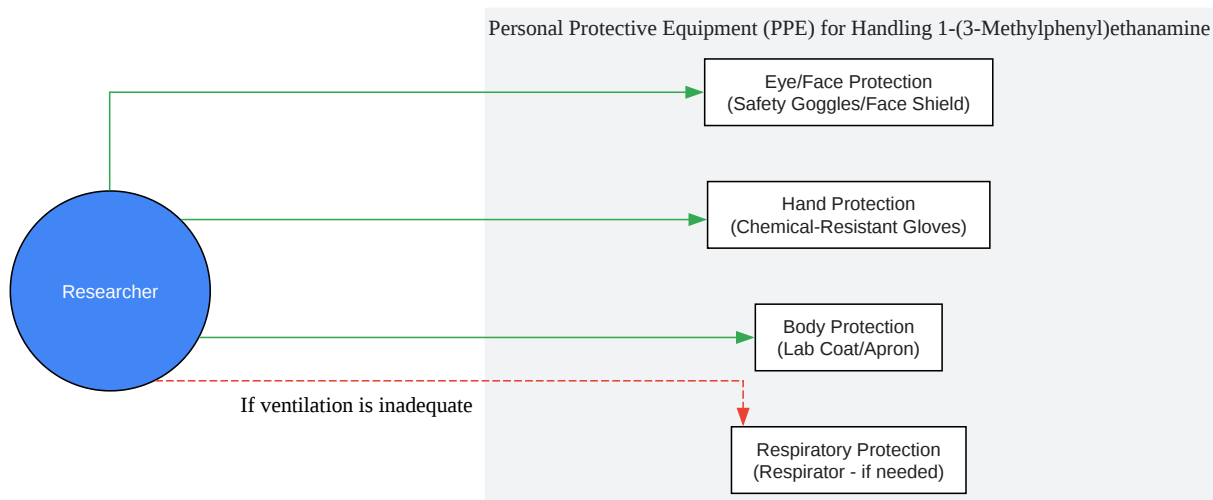 Personal Protective Equipment (PPE) for Handling 1-(3-Methylphenyl)ethanamine
Eye/Face Protection
(Safety Goggles/Face Shield)
Hand Protection
(Chemical-Resistant Gloves)
Researcher
Body Protection
(Lab Coat/Apron)
If ventilation is inadequate
Respiratory Protection
(Respirator - if needed)